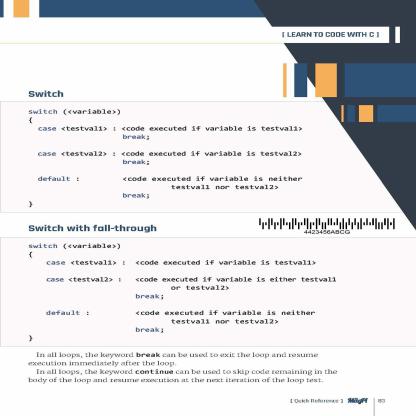 [ LEARN TO CODE WITH C ]
Switch
switch (<variable>)
{
case <testval1> : <code executed if variable is testval1>
break;
case <testval2> : <code executed if variable is testval2>
break;
default : <code executed if variable is neither
testval1 nor testval2>
break;
}
4423456ABCG
Switch with fall-through
switch (<variable>)
{
case <testval1> : <code executed if variable is testval1>
case <testval2> : <code executed if variable is either testval1
or testval2>
break;
default : <code executed if variable is neither
testval1 nor testval2>
break;
}
In all loops, the keyword break can be used to exit the loop and resume
execution immediately after the loop.
In all loops, the keyword continue can be used to skip code remaining in the
body of the loop and resume execution at the next iteration of the loop test.
[ Quick Reference ] MagPi 83